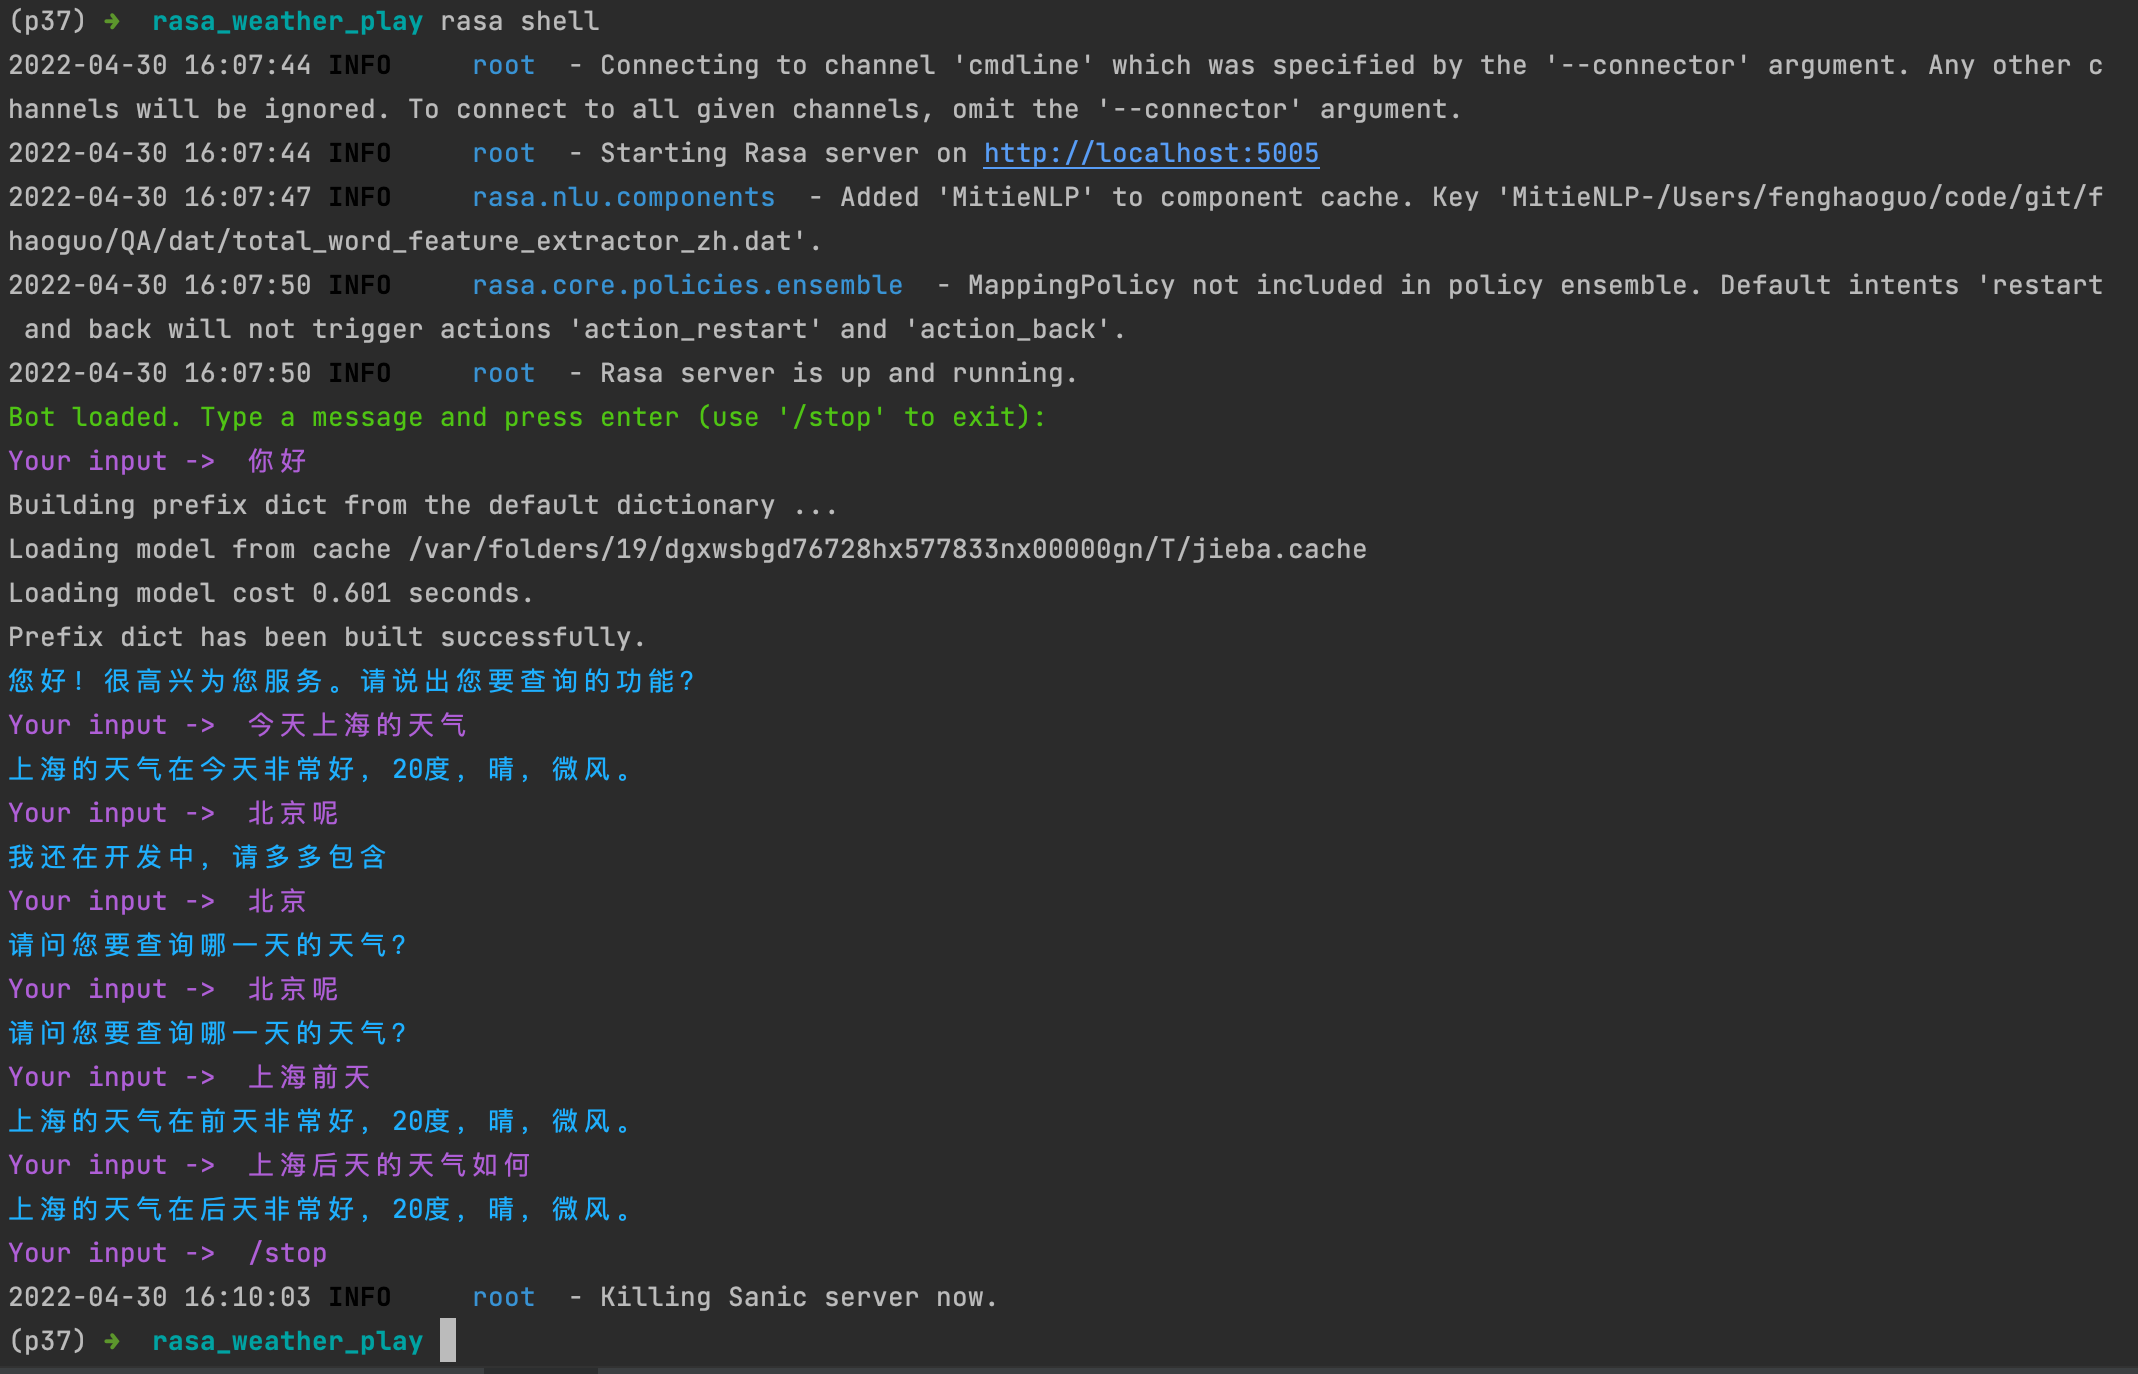 (p37) ➜  rasa_weather_play rasa shell
2022-04-30 16:07:44 INFO     root  - Connecting to channel 'cmdline' which was specified by the '--connector' argument. Any other c
hannels will be ignored. To connect to all given channels, omit the '--connector' argument.
2022-04-30 16:07:44 INFO     root  - Starting Rasa server on http://localhost:5005
2022-04-30 16:07:47 INFO     rasa.nlu.components  - Added 'MitieNLP' to component cache. Key 'MitieNLP-/Users/fenghaoguo/code/git/f
haoguo/QA/dat/total_word_feature_extractor_zh.dat'.
2022-04-30 16:07:50 INFO     rasa.core.policies.ensemble  - MappingPolicy not included in policy ensemble. Default intents 'restart
 and back will not trigger actions 'action_restart' and 'action_back'.
2022-04-30 16:07:50 INFO     root  - Rasa server is up and running.
Bot loaded. Type a message and press enter (use '/stop' to exit):
Your input ->  你好
Building prefix dict from the default dictionary ...
Loading model from cache /var/folders/19/dgxwsbgd76728hx577833nx00000gn/T/jieba.cache
Loading model cost 0.601 seconds.
Prefix dict has been built successfully.
您好！很高兴为您服务。请说出您要查询的功能？
Your input ->  今天上海的天气
上海的天气在今天非常好，20度，晴，微风。
Your input ->  北京呢
我还在开发中，请多多包含
Your input ->  北京
请问您要查询哪一天的天气？
Your input ->  北京呢
请问您要查询哪一天的天气？
Your input ->  上海前天
上海的天气在前天非常好，20度，晴，微风。
Your input ->  上海后天的天气如何
上海的天气在后天非常好，20度，晴，微风。
Your input ->  /stop
2022-04-30 16:10:03 INFO     root  - Killing Sanic server now.
(p37) ➜  rasa_weather_play